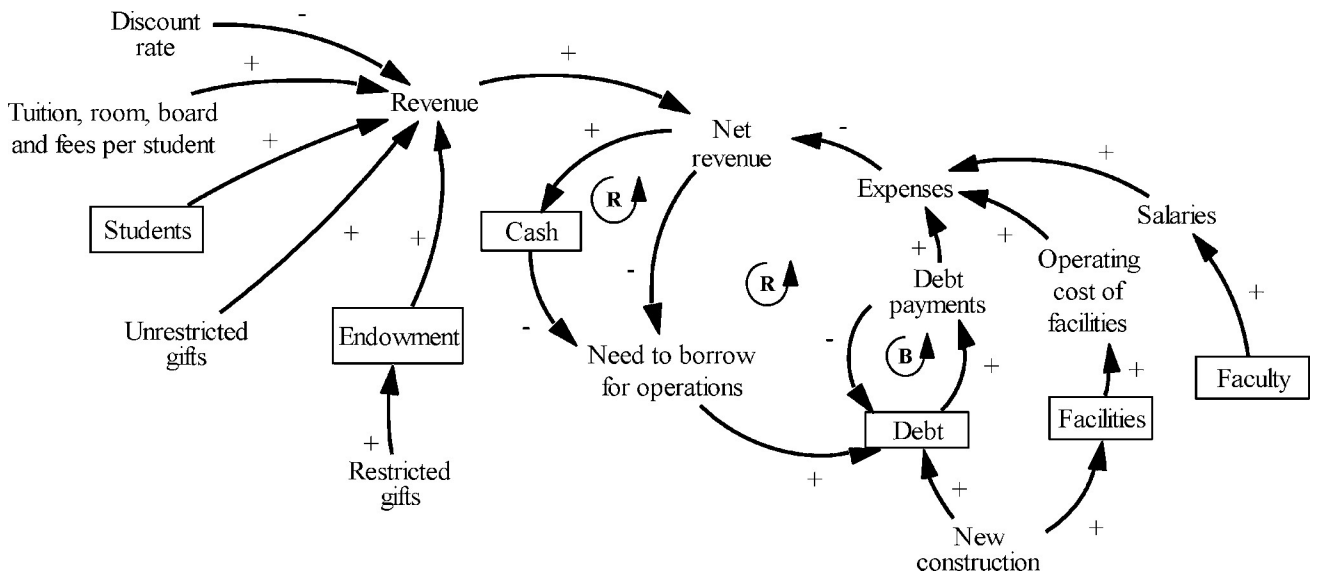 Discount
rate
-
+
Tuition, room, board
and fees per student
+
Students
+
Unrestricted
gifts
+
Endowment
+
Restricted
gifts
Revenue
+
Net
revenue
+
R
Cash
-
-
Need to borrow
for operations
+
R
-
Expenses
+
Debt
payments
-
B
+
Debt
+
New
construction
+
Facilities
+
Operating
cost of
facilities
+
+
Salaries
+
Faculty